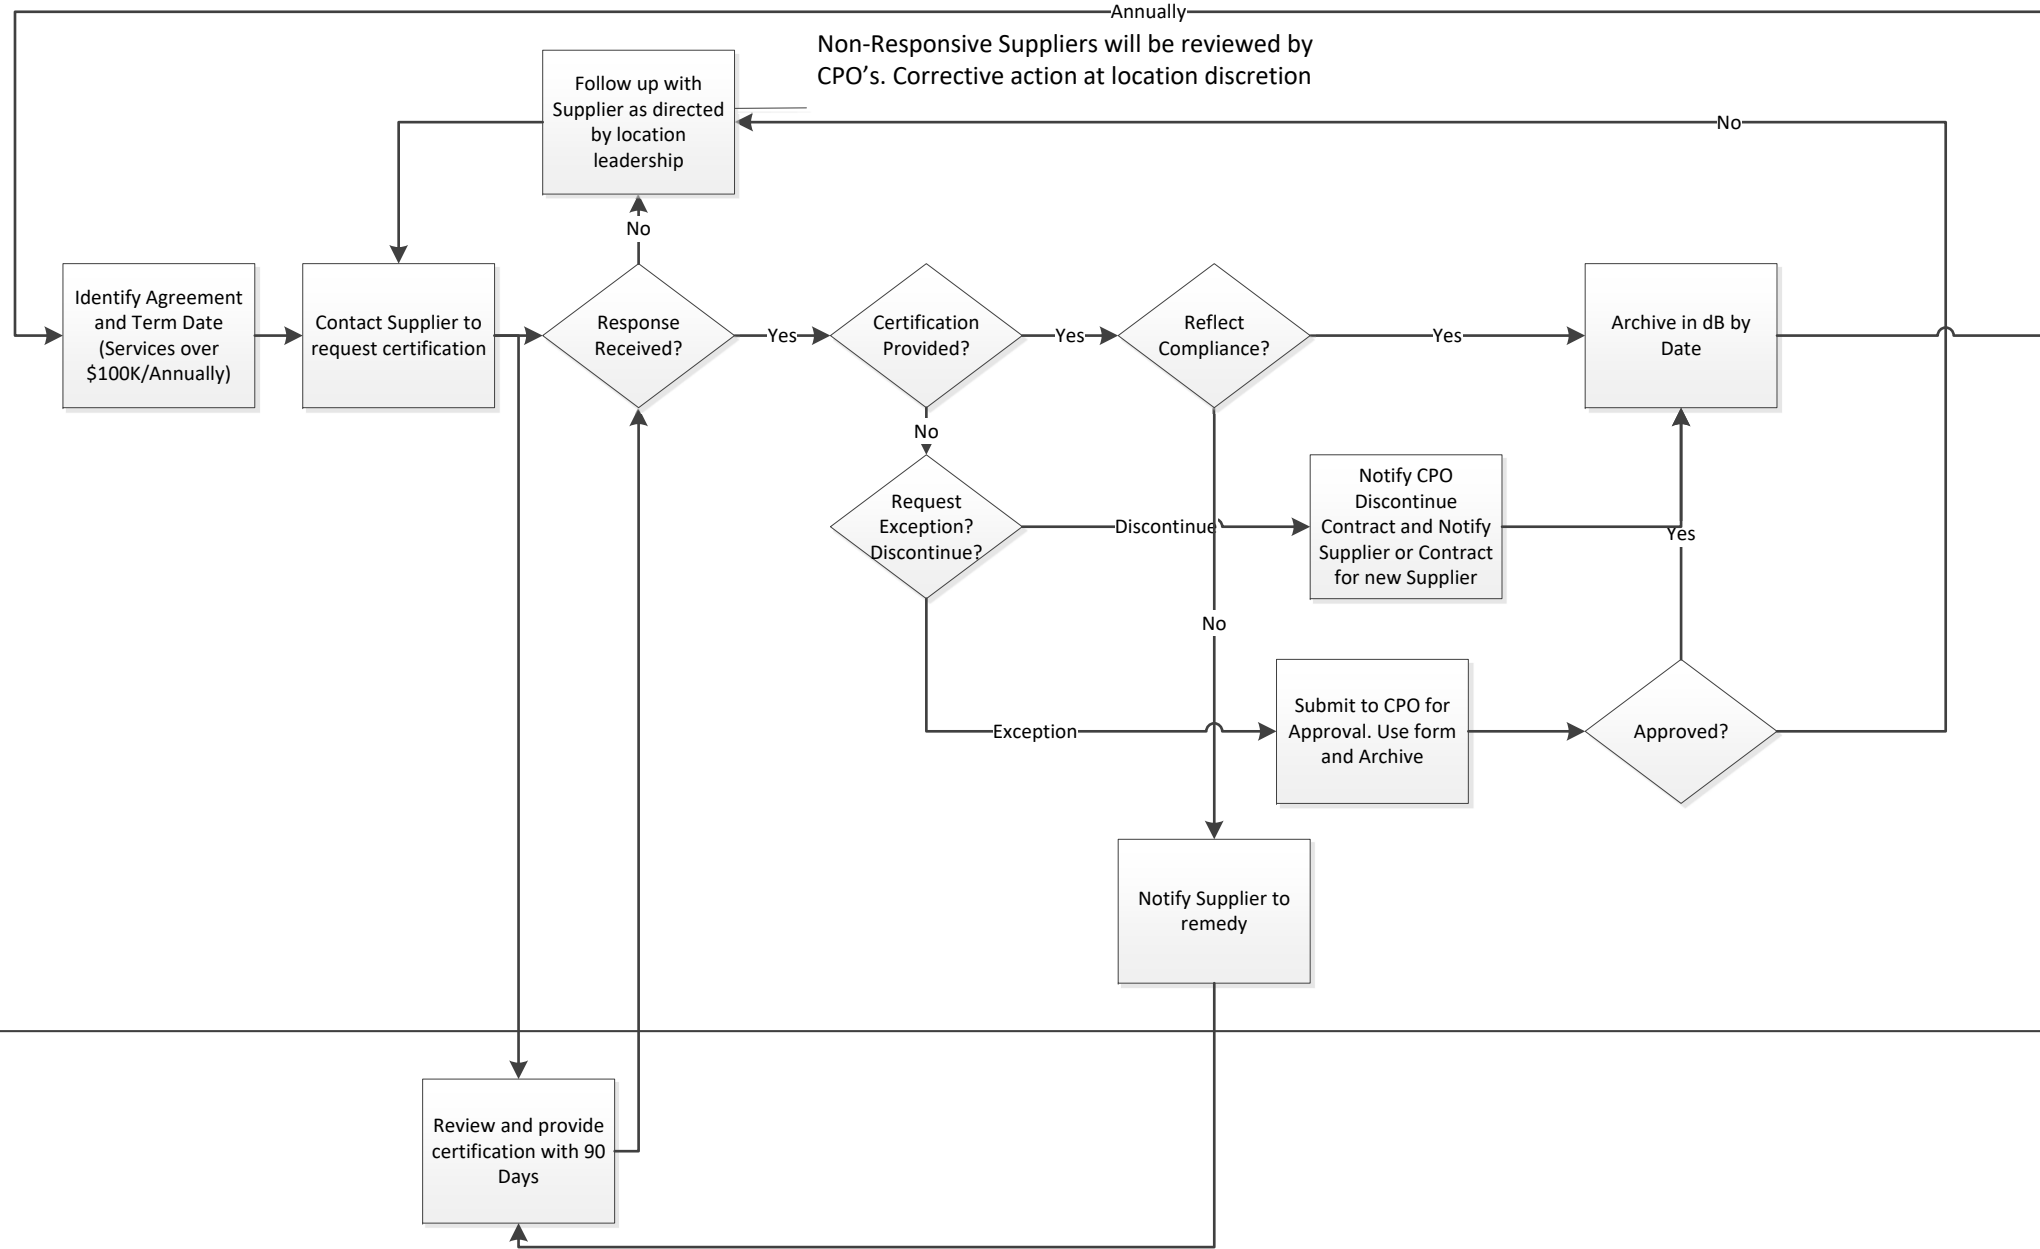 Annually
Non-Responsive Suppliers will be reviewed by
CPO's. Corrective action at location discretion
Follow up with
Supplier as directed
by location
leadership
No
No
Identify Agreement
and Term Date
(Services over
$100K/Annually)
Contact Supplier to
request certification
Response
Received?
Yes
Certification
Provided?
Yes
Reflect
Compliance?
Yes
Archive in dB by
Date
No
Request
Exception?
Discontinue?
Discontinue
Notify CPO
Discontinue
Contract and Notify
Supplier or Contract
for new Supplier
Yes
No
Exception
Submit to CPO for
Approval. Use form
and Archive
Approved?
Notify Supplier to
remedy
Review and provide
certification with 90
Days